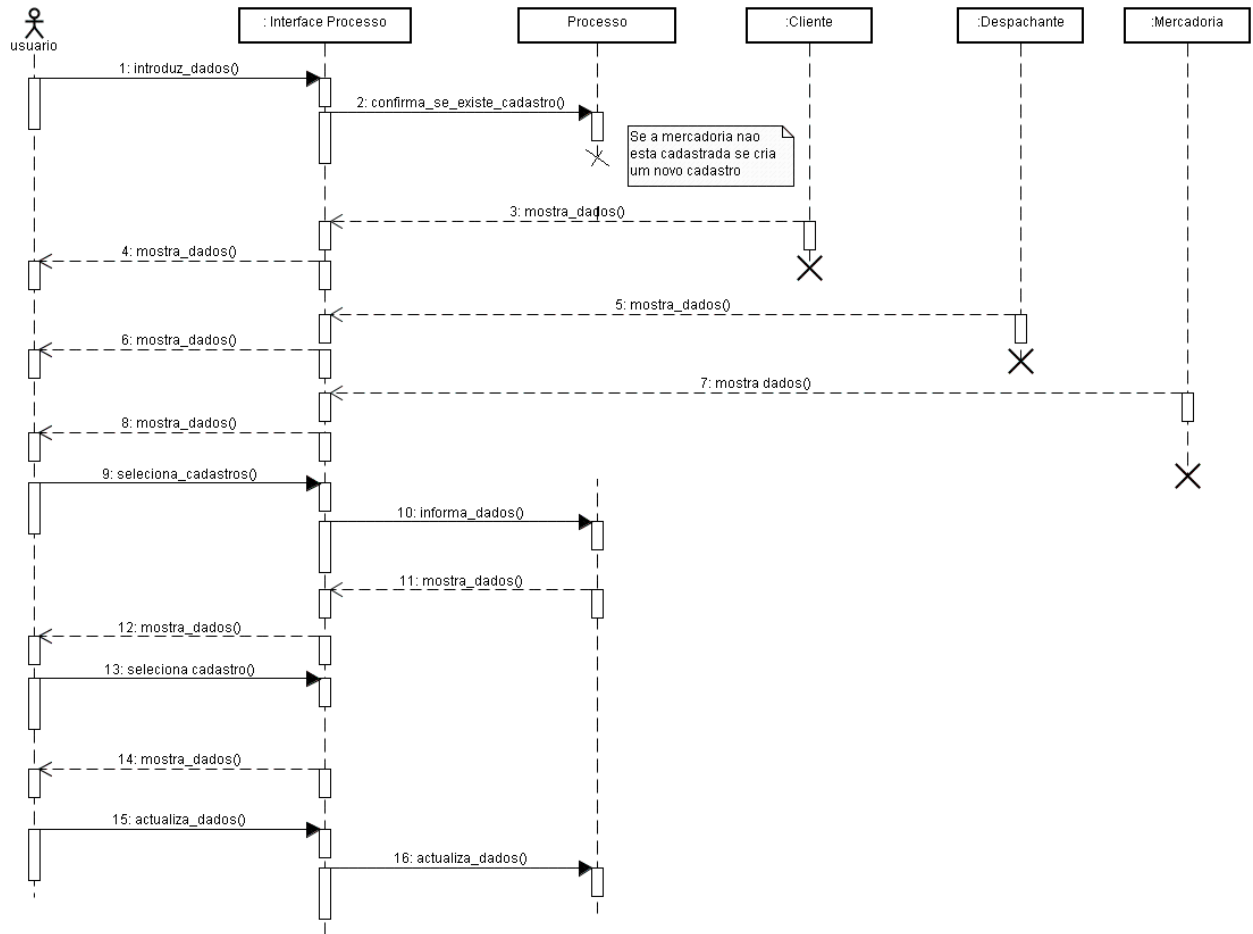 usuario
: Interface Processo
Processo
:Cliente
:Despachante
:Mercadoria
1: introduz_dados()
2: confirma_se_existe_cadastro()
Se a mercadoria nao
esta cadastrada se cria
um novo cadastro
3: mostra_dados()
4: mostra_dados()
5: mostra_dados()
6: mostra_dados()
7: mostra dados()
8: mostra_dados()
9: seleciona_cadastros()
10: informa_dados()
11: mostra_dados()
12: mostra_dados()
13: seleciona cadastro()
14: mostra_dados()
15: actualiza_dados()
16: actualiza_dados()